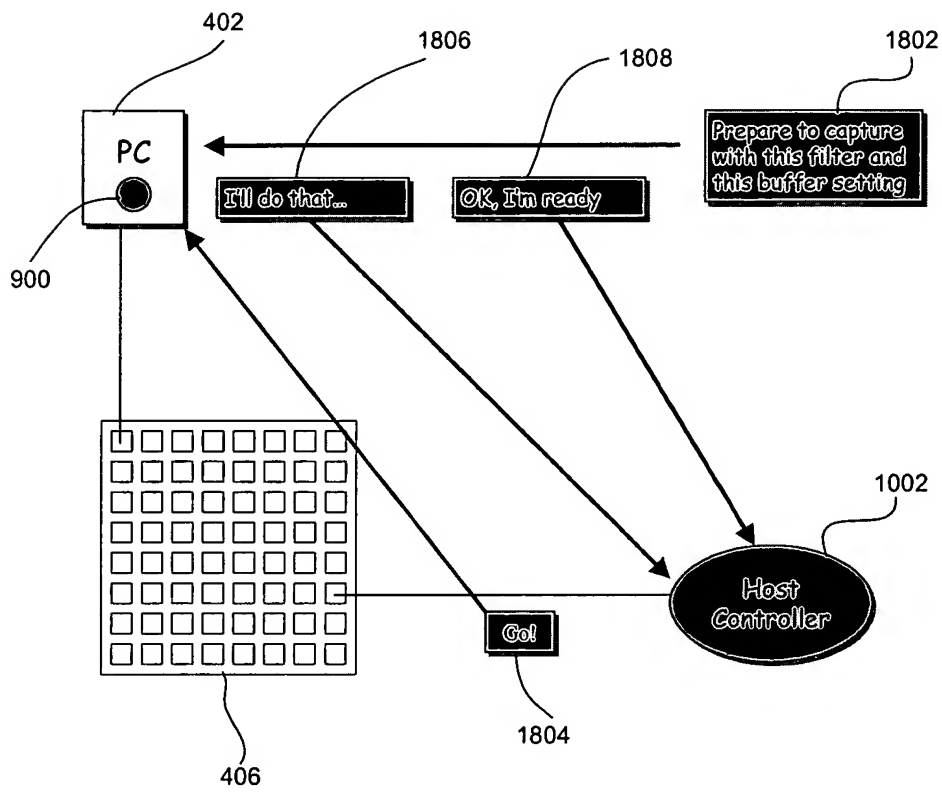 402
1806
1808
1802
PC
Prepare to capture
with this filter and
this buffer setting
I'll do that...
OK, I'm ready
900
1002
Host
Controller
Go!
1804
406